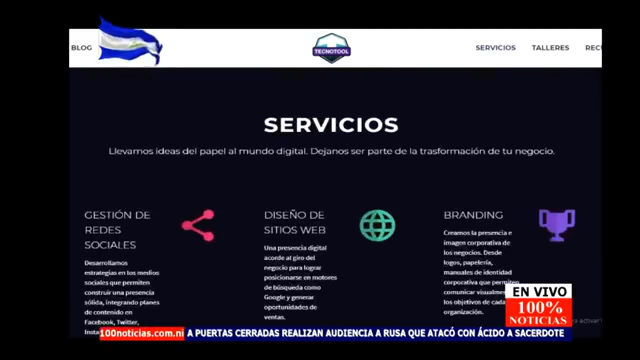 BLOG
TECNOTOOL
SERVICIOS
TALLERES
SERVICIOS
Llevamos ideas del papel al mundo digital. Dejanos ser parte de la trasformación de tu negocio.
GESTIÓN DE
REDES
SOCIALES
Desarrollamos
estrategias en los medios
sociales que permiten
construir una presencia
sólida, integrando planes
de contenido en
Facebook, Twitter,
DISEÑO DE
SITIOS WEB
Una presencia digital
acorde al giro del
negocio para lograr
posicionarse en motores
de búsqueda como
Google y generar
oportunidades de
ventas.
BRANDING
Creamos la presencia e
imagen corporativa de
los negocios. Desde
logos, papelería,
manuales de identidad
corporativa que permiten
comunicar visualmente
los objetivos de cada
organización.
EN VIVO
100%
NOTICIAS
100noticias.com.ni
A PUERTAS CERRADAS REALIZAN AUDIENCIA A RUSA QUE ATACÓ CON ÁCIDO A SACERDOTE